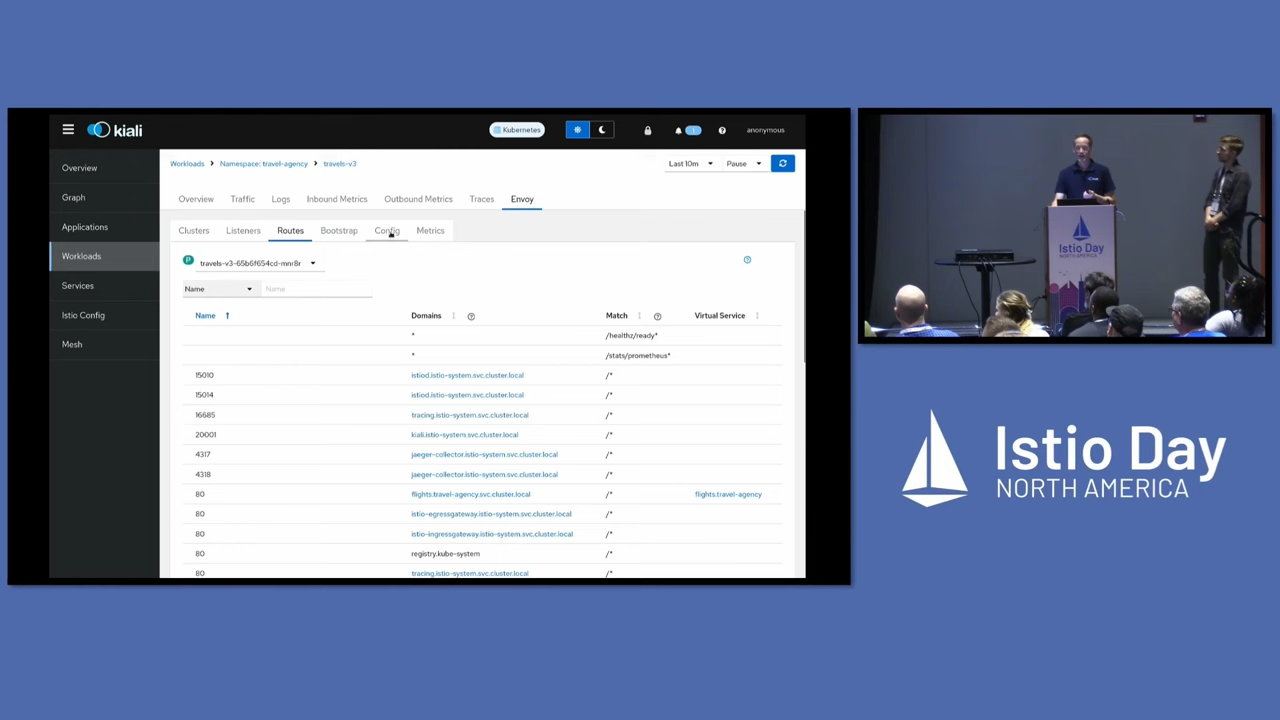 kiali
Kubernetes
anonymous
Overview
Graph
Applications
Workloads
Services
Istio Config
Mesh
Workloads > Namespace: travel-agency > travels-v3
Last 10m
Pause
Overview Traffic Logs Inbound Metrics Outbound Metrics Traces Envoy
Clusters Listeners Routes Bootstrap Config Metrics
P travels-v3-65b6f654cd-mnr8r
Name Name
Name Domains Match Virtual Service
* /healthz/ready*
* /stats/prometheus*
15010 istiod.istio-system.svc.cluster.local /*
15014 istiod.istio-system.svc.cluster.local /*
16685 tracing.istio-system.svc.cluster.local /*
20001 kiali.istio-system.svc.cluster.local /*
4317 jaeger-collector.istio-system.svc.cluster.local /*
4318 jaeger-collector.istio-system.svc.cluster.local /*
80 flights.travel-agency.svc.cluster.local /* flights.travel-agency
80 istio-egressgateway.istio-system.svc.cluster.local /*
80 istio-ingressgateway.istio-system.svc.cluster.local /*
80 registry.kube-system /*
80 tracing.istio-system.svc.cluster.local /*
Istio Day
NORTH AMERICA
Istio Day
NORTH AMERICA